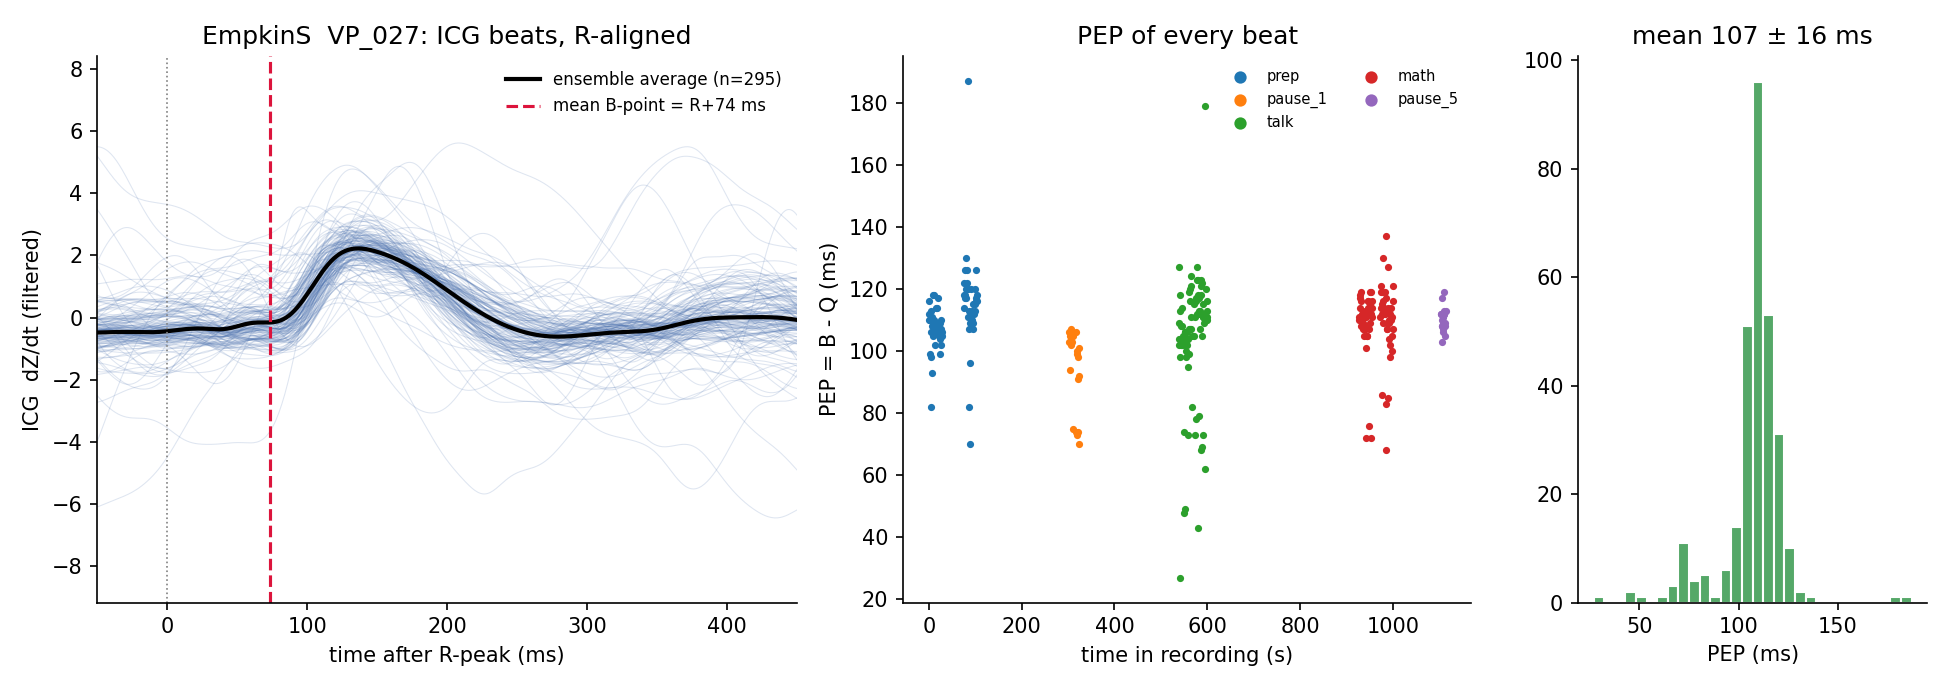 EmpkinS  VP_027: ICG beats, R-aligned
ICG  dZ/dt (filtered)
8
6
4
2
0
−2
−4
−6
−8
ensemble average (n=295)
mean B-point = R+74 ms
0
100
200
300
400
time after R-peak (ms)
PEP of every beat
PEP = B - Q (ms)
180
160
140
120
100
80
60
40
20
prep
pause_1
talk
math
pause_5
0
200
400
600
800
1000
time in recording (s)
mean 107 ± 16 ms
100
80
60
40
20
0
50
100
150
PEP (ms)